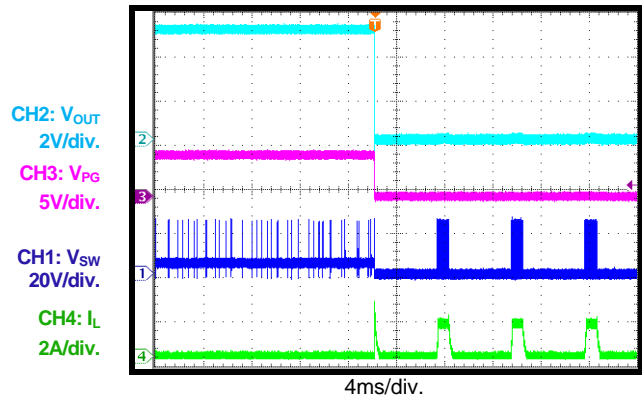 T
CH2: VOUT
2V/div.
2
CH3: VPG
5V/div.
3
CH1: VSW
20V/div.
1
CH4: IL
2A/div.
4
4ms/div.